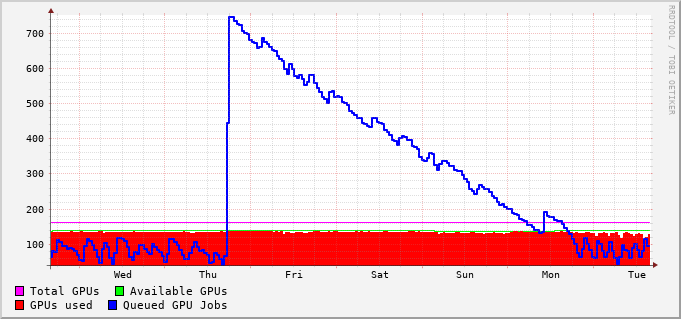 RRDTOOL / TOBI OETIKER
700
600
500
400
300
200
100
Wed Thu Fri Sat Sun Mon Tue
Total GPUs Available GPUs
GPUs used Queued GPU Jobs